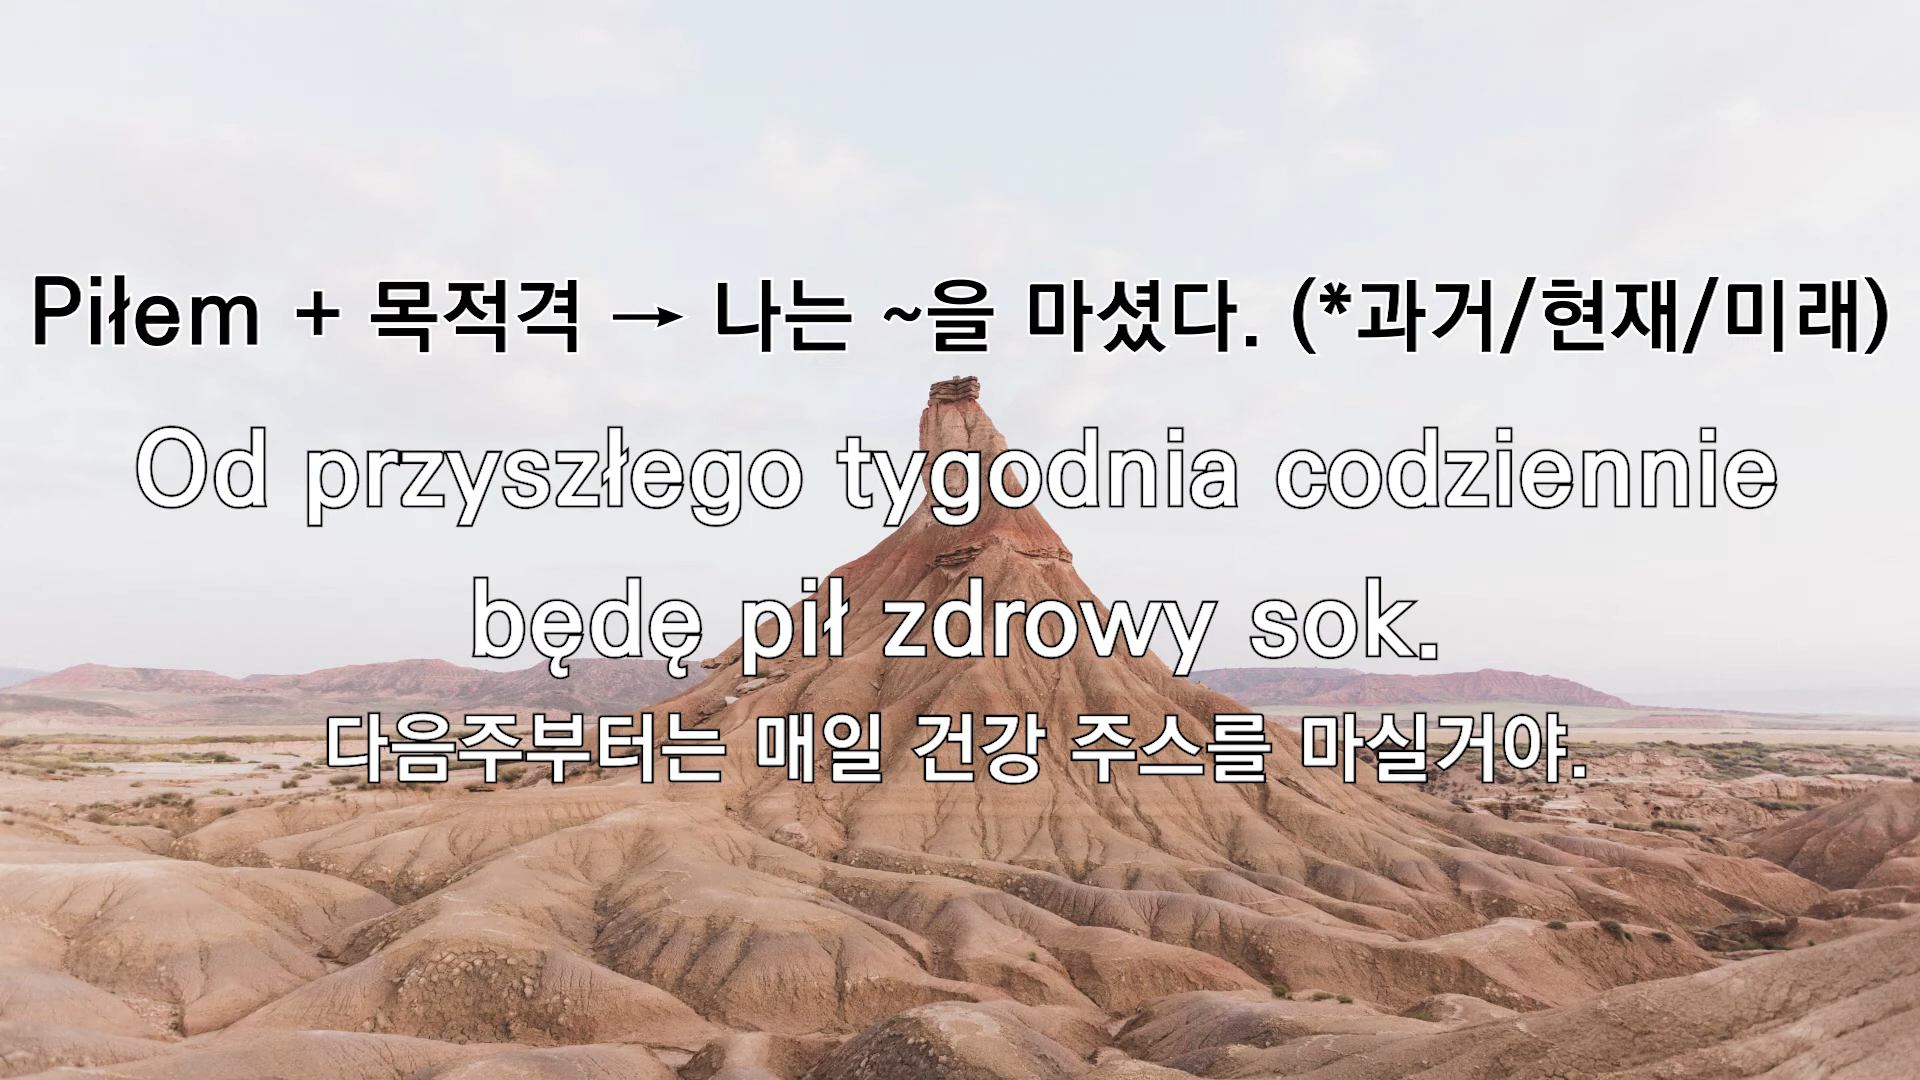 Piłem + 목적격 → 나는 ~을 마셨다. (*과거/현재/미래)
Od przyszłego tygodnia codziennie
będę pił zdrowy sok.
다음주부터는 매일 건강 주스를 마실거야.